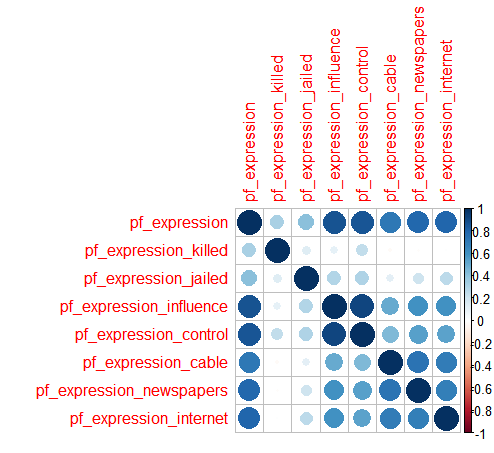 pf_expression
pf_expression_killed
pf_expression_jailed
pf_expression_influence
pf_expression_control
pf_expression_cable
pf_expression_newspapers
pf_expression_internet
pf_expression
pf_expression_killed
pf_expression_jailed
pf_expression_influence
pf_expression_control
pf_expression_cable
pf_expression_newspapers
pf_expression_internet
1
0.8
0.6
0.4
0.2
0
-0.2
-0.4
-0.6
-0.8
-1